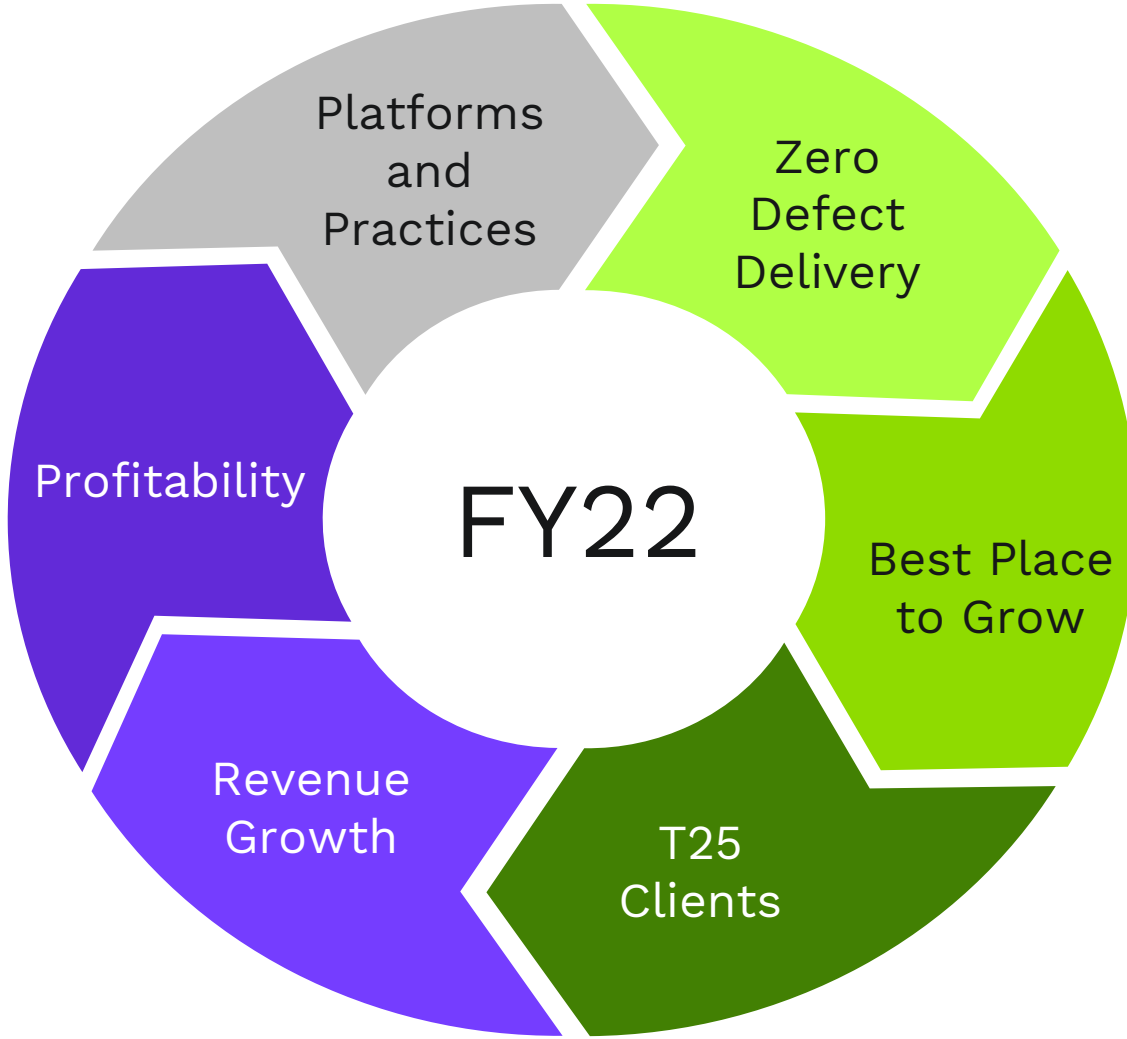 Platforms
and
Practices
Zero
Defect
Delivery
Best Place
to Grow
T25
Clients
Revenue
Growth
Profitability
FY22